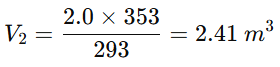 V₂ = (2.0 × 353) / 293 = 2.41 m³